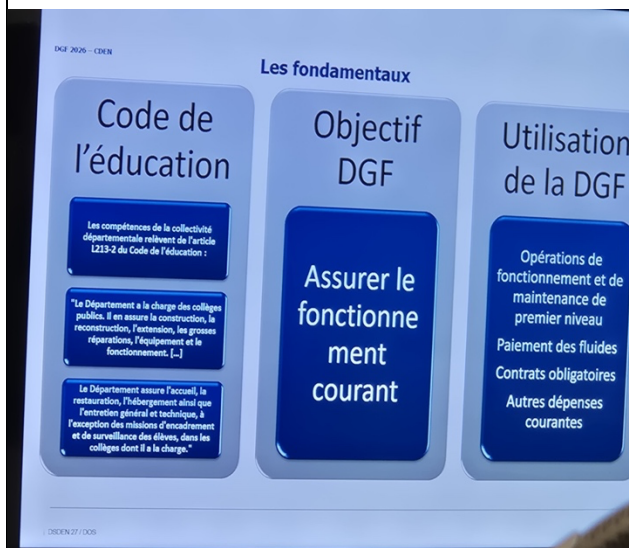 DGF 2026 – CDEN
Les fondamentaux
Code de
l'éducation
Les compétences de la collectivité
départementale relèvent de l'article
L213-2 du Code de l'éducation :
"Le Département a la charge des collèges
publics. Il en assure la construction, la
reconstruction, l'extension, les grosses
réparations, l'équipement et le
fonctionnement. [...]
Le Département assure l'accueil, la
restauration, l'hébergement ainsi que
l'entretien général et technique, à
l'exception des missions d'encadrement
et de surveillance des élèves, dans les
collèges dont il a la charge."
Objectif
DGF
Assurer le
fonctionne
ment
courant
Utilisation
de la DGF
Opérations de
fonctionnement et de
maintenance de
premier niveau
Paiement des fluides
Contrats obligatoires
Autres dépenses
courantes
DSDEN 27 / DOS